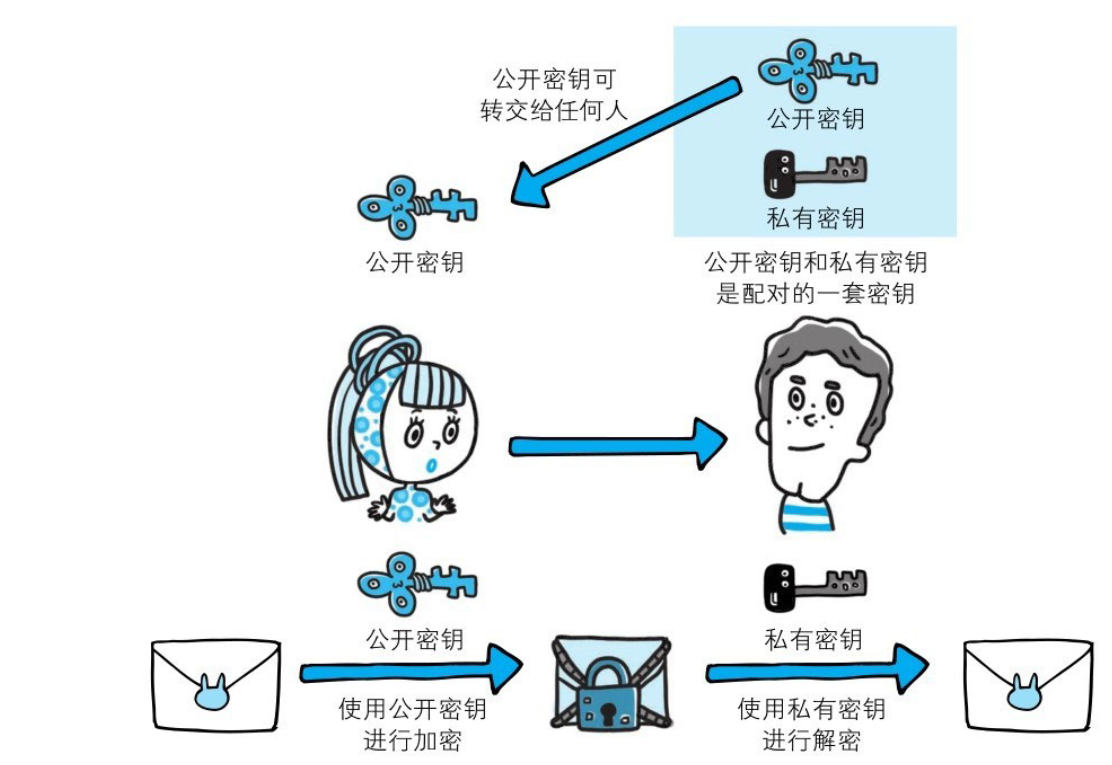 公开密钥可
转交给任何人
公开密钥
私有密钥
公开密钥
公开密钥和私有密钥
是配对的一套密钥
公开密钥
私有密钥
使用公开密钥
进行加密
使用私有密钥
进行解密